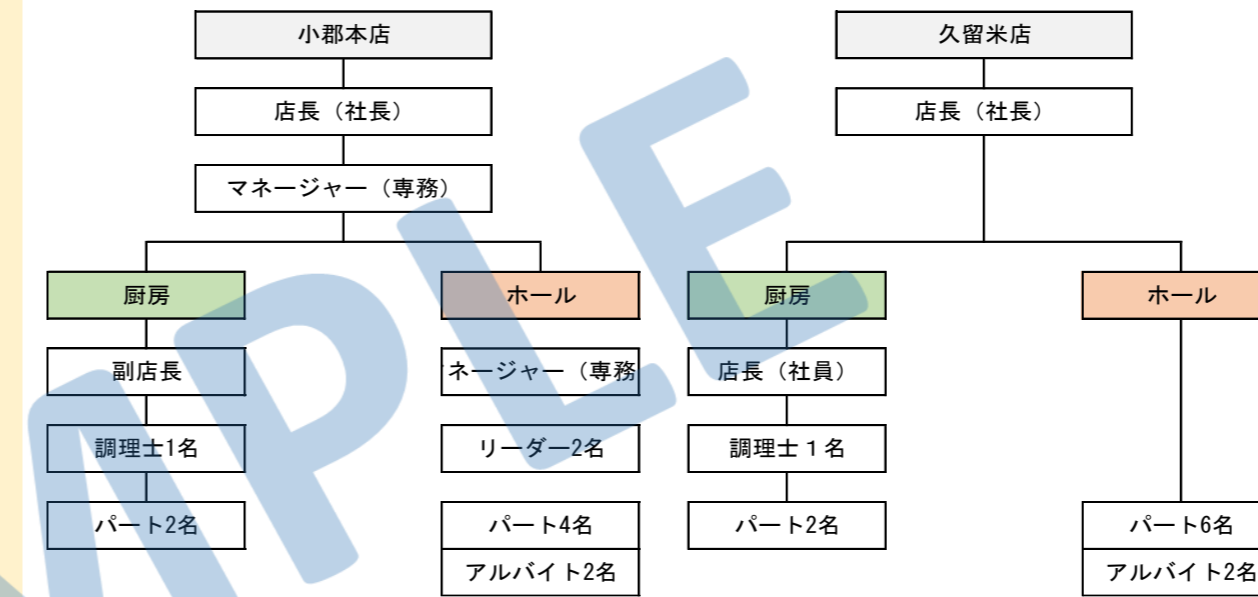 小郡本店
店長（社長）
マネージャー（専務）
厨房
副店長
調理士1名
パート2名
ホール
ネージャー（専務
リーダー2名
パート4名
アルバイト2名
久留米店
店長（社長）
厨房
店長（社員）
調理士１名
パート2名
ホール
パート6名
アルバイト2名
MPLE